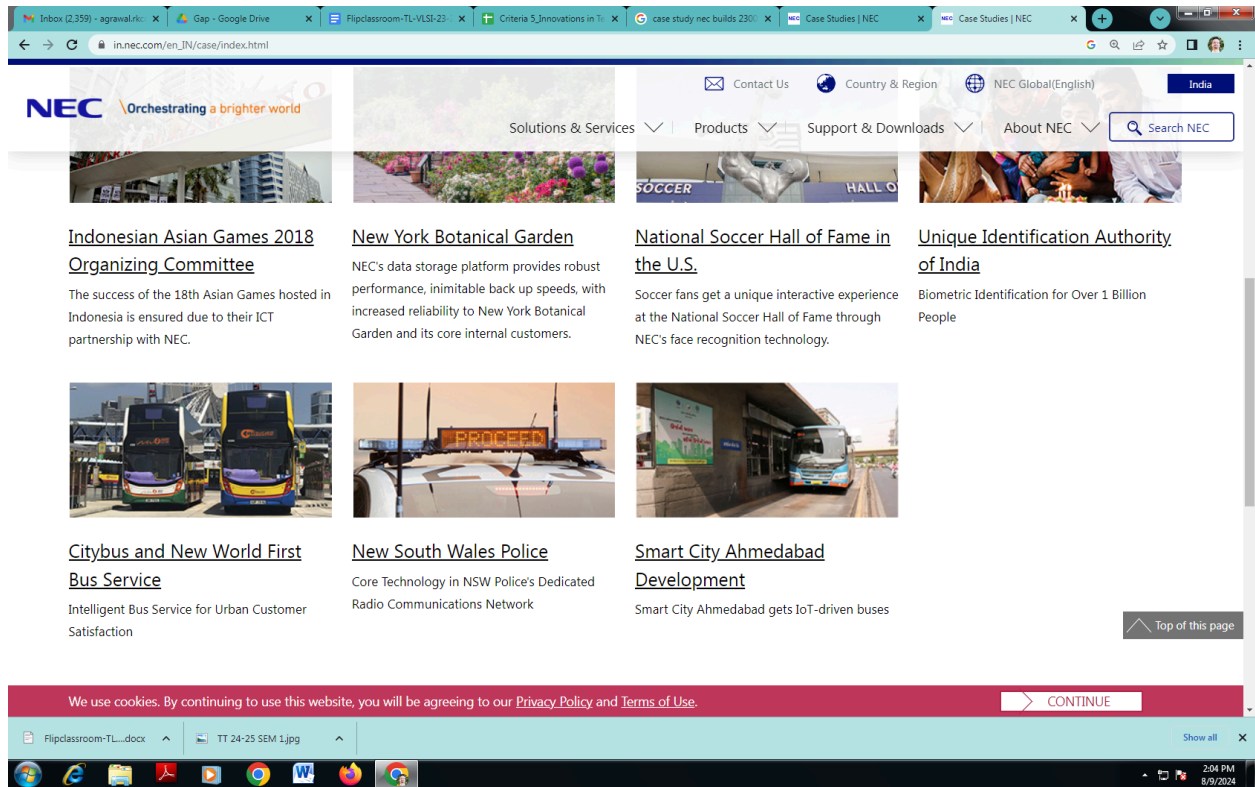 Inbox (2,359) - agrawal.rko
Gap - Google Drive
Flipclassroom-TL-VLSI-23-
Criteria 5_Innovations in Te
case study nec builds 2300
Case Studies | NEC
Case Studies | NEC
in.nec.com/en_IN/case/index.html
Contact Us
Country & Region
NEC Global(English)
India
NEC
\Orchestrating a brighter world
Solutions & Services
Products
Support & Downloads
About NEC
Search NEC
SOCCER
HALL O
Indonesian Asian Games 2018
Organizing Committee
The success of the 18th Asian Games hosted in
Indonesia is ensured due to their ICT
partnership with NEC.
New York Botanical Garden
NEC's data storage platform provides robust
performance, inimitable back up speeds, with
increased reliability to New York Botanical
Garden and its core internal customers.
National Soccer Hall of Fame in
the U.S.
Soccer fans get a unique interactive experience
at the National Soccer Hall of Fame through
NEC's face recognition technology.
Unique Identification Authority
of India
Biometric Identification for Over 1 Billion
People
PROCEED
Citybus and New World First
Bus Service
Intelligent Bus Service for Urban Customer
Satisfaction
New South Wales Police
Core Technology in NSW Police's Dedicated
Radio Communications Network
Smart City Ahmedabad
Development
Smart City Ahmedabad gets IoT-driven buses
Top of this page
We use cookies. By continuing to use this website, you will be agreeing to our Privacy Policy and Terms of Use.
CONTINUE
Flipclassroom-TL....docx
TT 24-25 SEM 1.jpg
Show all
2:04 PM
8/9/2024